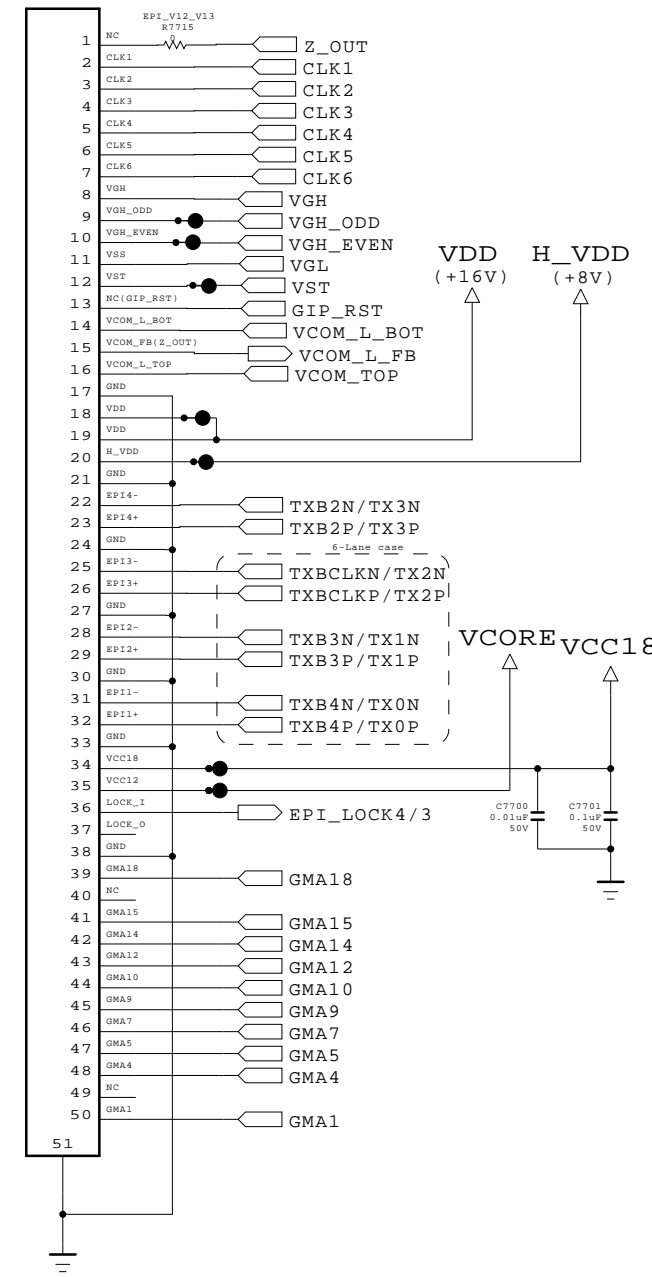 EPI_V12_V13
R7715
0
1 NC Z_OUT
2 CLK1 CLK1
3 CLK2 CLK2
4 CLK3 CLK3
5 CLK4 CLK4
6 CLK5 CLK5
7 CLK6 CLK6
8 VGH VGH
9 VGH_ODD VGH_ODD
10 VGH_EVEN VGH_EVEN
11 VSS VGL
12 VST VST
13 NC(GIP_RST) GIP_RST
14 VCOM_L_BOT VCOM_L_BOT
15 VCOM_FB(Z_OUT) VCOM_L_FB
16 VCOM_L_TOP VCOM_TOP
VDD
(+16V)
H_VDD
(+8V)
17 GND
18 VDD
19 VDD
20 H_VDD
21 GND
22 EPI4- TXB2N/TX3N
23 EPI4+ TXB2P/TX3P
24 GND
6-Lane case
25 EPI3- TXBCLKN/TX2N
26 EPI3+ TXBCLKP/TX2P
27 GND
28 EPI2- TXB3N/TX1N
29 EPI2+ TXB3P/TX1P
30 GND
31 EPI1- TXB4N/TX0N
32 EPI1+ TXB4P/TX0P
33 GND
VCORE
VCC18
34 VCC18
35 VCC12
36 LOCK_I EPI_LOCK4/3
37 LOCK_O
38 GND
C7700
0.01uF
50V
C7701
0.1uF
50V
39 GMA18 GMA18
40 NC
41 GMA15 GMA15
42 GMA14 GMA14
43 GMA12 GMA12
44 GMA10 GMA10
45 GMA9 GMA9
46 GMA7 GMA7
47 GMA5 GMA5
48 GMA4 GMA4
49 NC
50 GMA1 GMA1
51